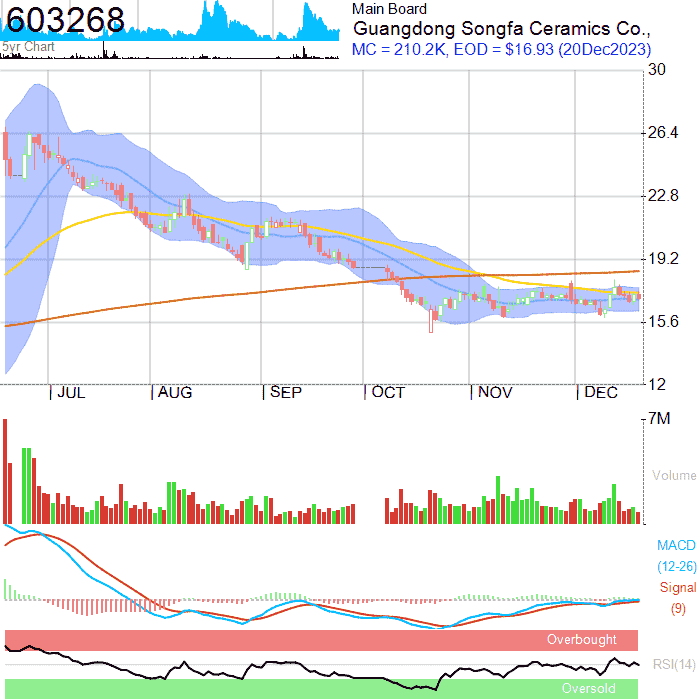 603268
5yr Chart
Main Board
Guangdong Songfa Ceramics Co.,
MC = 210.2K, EOD = $16.93 (20Dec2023)
30
26.4
22.8
19.2
15.6
12
JUL AUG SEP OCT NOV DEC
7M
Volume
MACD
(12-26)
Signal
(9)
Overbought
RSI(14)
Oversold